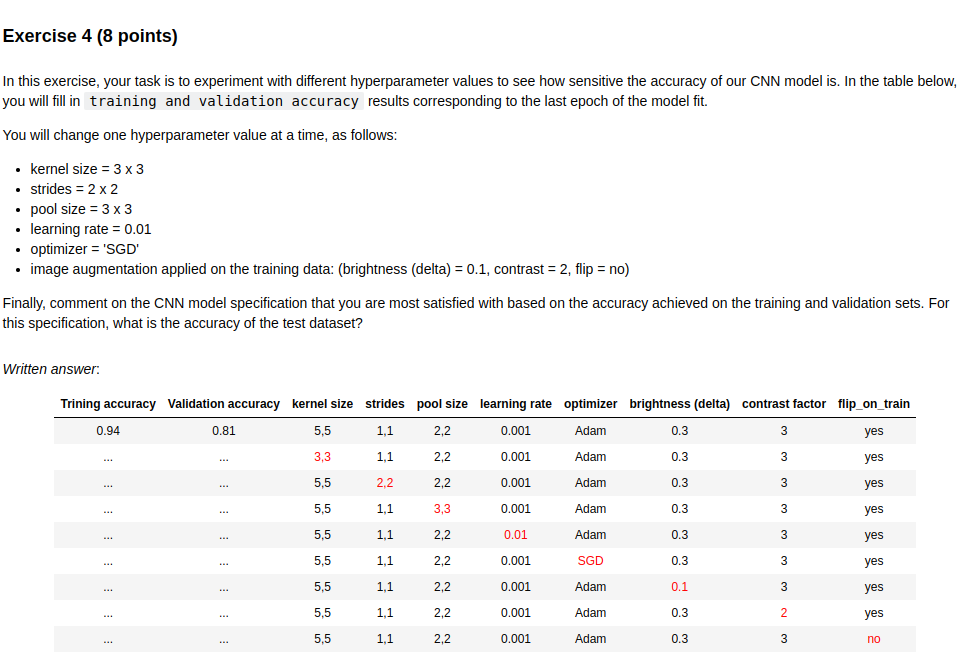 Exercise 4 (8 points)
In this exercise, your task is to experiment with different hyperparameter values to see how sensitive the accuracy of our CNN model is. In the table below,
you will fill in training and validation accuracy results corresponding to the last epoch of the model fit.
You will change one hyperparameter value at a time, as follows:
• kernel size = 3 x 3
• strides = 2 x 2
• pool size = 3 x 3
• learning rate = 0.01
• optimizer = 'SGD'
• image augmentation applied on the training data: (brightness (delta) = 0.1, contrast = 2, flip = no)
Finally, comment on the CNN model specification that you are most satisfied with based on the accuracy achieved on the training and validation sets. For
this specification, what is the accuracy of the test dataset?
Written answer:
Trining accuracy Validation accuracy kernel size strides pool size learning rate optimizer brightness (delta) contrast factor flip_on_train
0.94 0.81 5,5 1,1 2,2 0.001 Adam 0.3 3 yes
... ... 3,3 1,1 2,2 0.001 Adam 0.3 3 yes
... ... 5,5 2,2 2,2 0.001 Adam 0.3 3 yes
... ... 5,5 1,1 3,3 0.001 Adam 0.3 3 yes
... ... 5,5 1,1 2,2 0.01 Adam 0.3 3 yes
... ... 5,5 1,1 2,2 0.001 SGD 0.3 3 yes
... ... 5,5 1,1 2,2 0.001 Adam 0.1 3 yes
... ... 5,5 1,1 2,2 0.001 Adam 0.3 2 yes
... ... 5,5 1,1 2,2 0.001 Adam 0.3 3 no